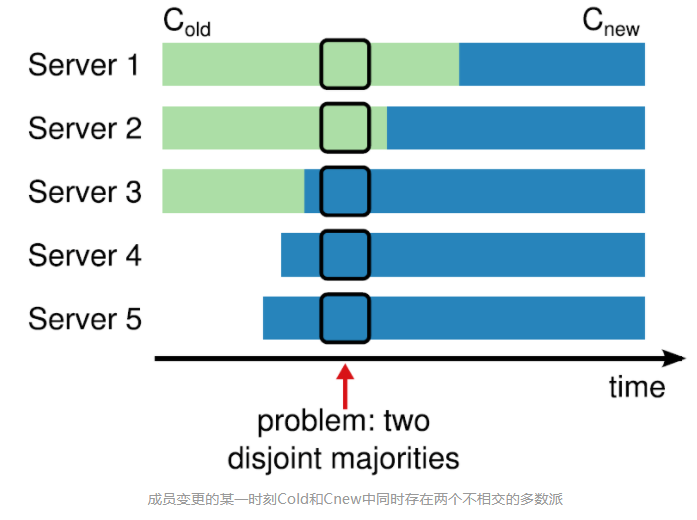 Cold
Cnew
Server 1
Server 2
Server 3
Server 4
Server 5
time
problem: two
disjoint majorities
成员变更的某一时刻Cold和Cnew中同时存在两个不相交的多数派